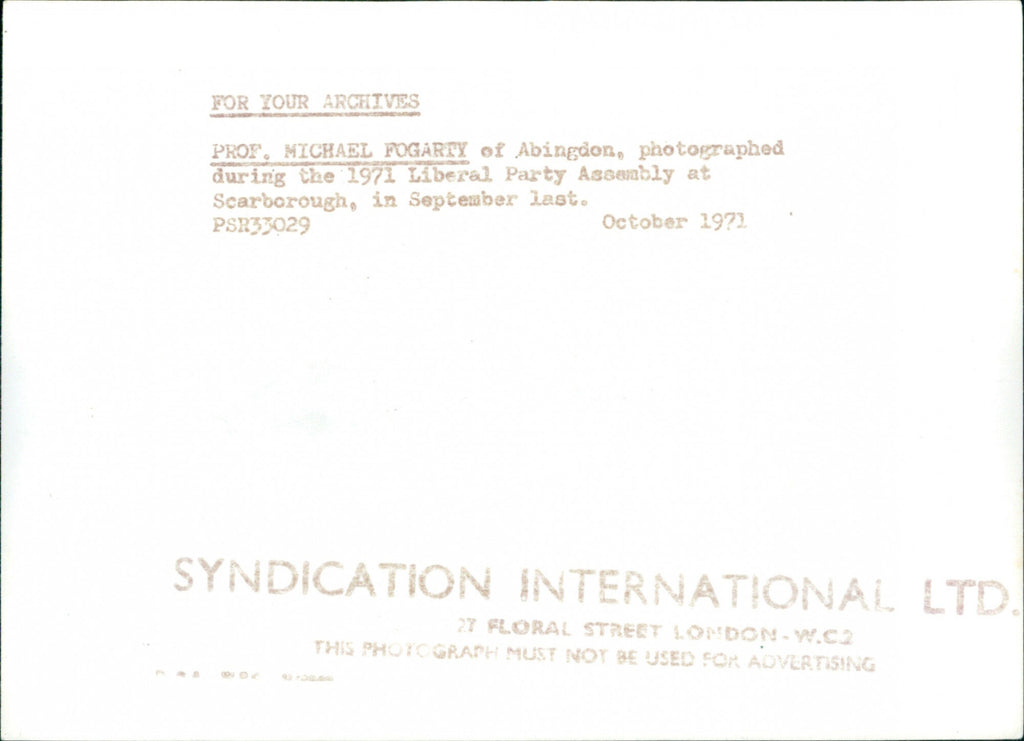 FOR YOUR ARCHIVES
PROF. MICHAEL FOGARTY of Abingdon, photographed
during the 1971 Liberal Party Assembly at
Scarborough, in September last.
PSR33029 October 1971
SYNDICATION INTERNATIONAL LTD.
27 FLORAL STREET LONDON - W.C.2
THIS PHOTOGRAPH MUST NOT BE USED FOR ADVERTISING